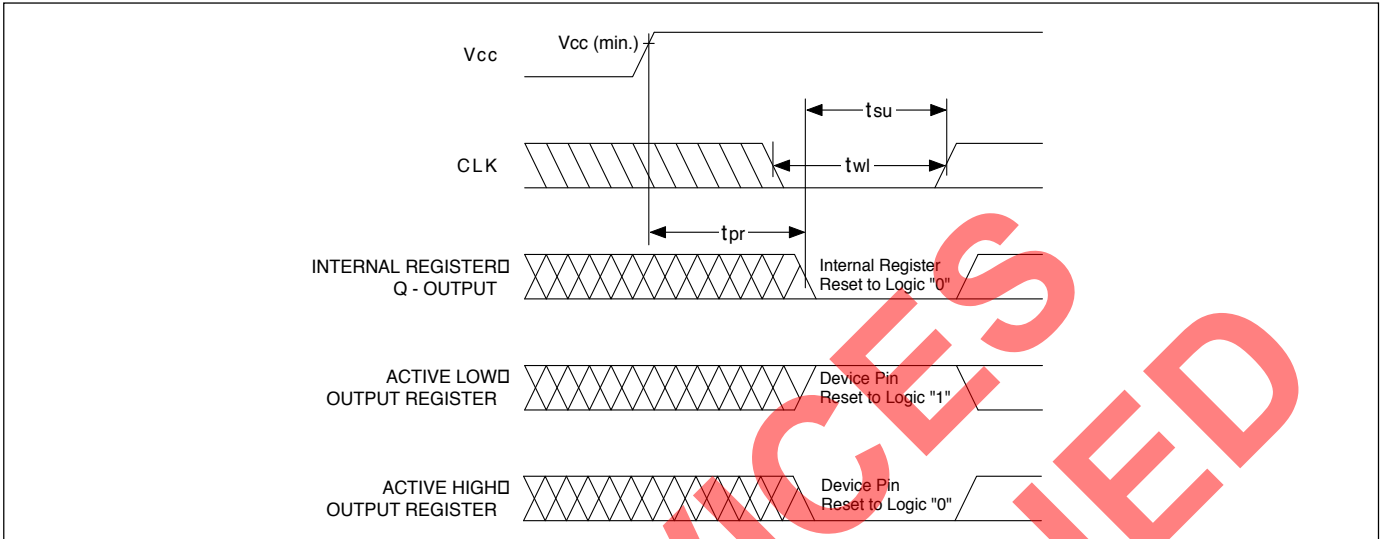 Vcc
Vcc (min.)
tsu
CLK
twl
tpr
INTERNAL REGISTER□
Q - OUTPUT
Internal Register
Reset to Logic "0"
ACTIVE LOW□
OUTPUT REGISTER
Device Pin
Reset to Logic "1"
ACTIVE HIGH□
OUTPUT REGISTER
Device Pin
Reset to Logic "0"